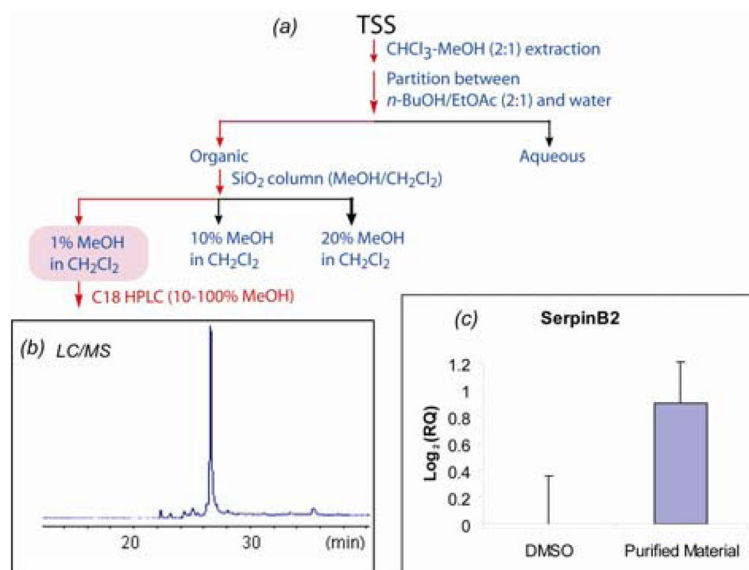 (a)
TSS
CHCl3-MeOH (2:1) extraction
Partition between
n-BuOH/EtOAc (2:1) and water
Organic
Aqueous
SiO2 column (MeOH/CH2Cl2)
1% MeOH
in CH2Cl2
10% MeOH
in CH2Cl2
20% MeOH
in CH2Cl2
C18 HPLC (10-100% MeOH)
(b) LC/MS
20
30
(min)
(c)
SerpinB2
Log2(RQ)
1.2
1
0.8
0.6
0.4
0.2
0
DMSO
Purified Material